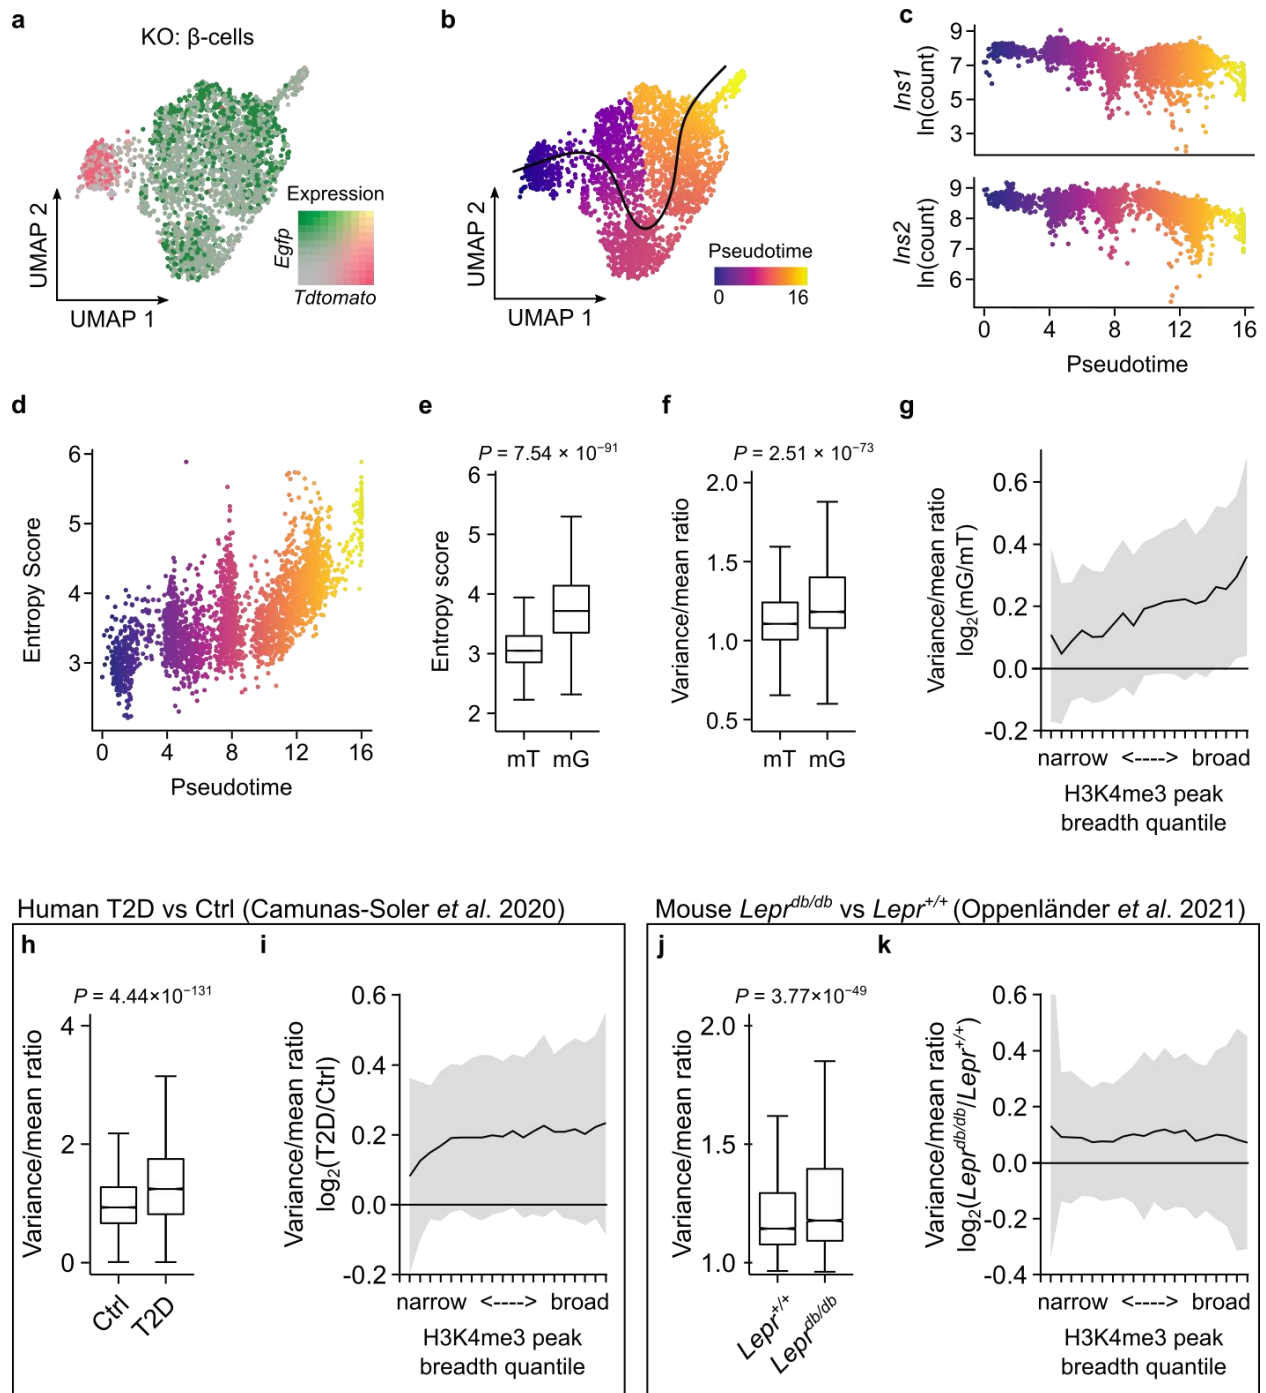 a
KO: β-cells
UMAP 2
UMAP 1
Expression
Egfp
Tdtomato
b
UMAP 2
UMAP 1
Pseudotime
0 16
c
Ins1
ln(count)
9
7
5
3
Ins2
ln(count)
9
8
7
6
0 4 8 12 16
Pseudotime
d
Entropy Score
6
5
4
3
0 4 8 12 16
Pseudotime
e
P = 7.54 × 10⁻⁹¹
Entropy score
6
5
4
3
2
mT mG
f
P = 2.51 × 10⁻⁷³
Variance/mean ratio
2.0
1.5
1.0
0.5
mT mG
g
Variance/mean ratio
log₂(mG/mT)
0.6
0.4
0.2
0.0
-0.2
narrow <----> broad
H3K4me3 peak
breadth quantile
Human T2D vs Ctrl (Camunas-Soler et al. 2020)
h
P = 4.44×10⁻¹³¹
Variance/mean ratio
4
2
0
Ctrl
T2D
i
Variance/mean ratio
log₂(T2D/Ctrl)
0.6
0.4
0.2
0.0
-0.2
narrow <----> broad
H3K4me3 peak
breadth quantile
Mouse Lepr^db/db vs Lepr^+/+ (Oppenländer et al. 2021)
j
P = 3.77×10⁻⁴⁹
Variance/mean ratio
2.0
1.5
1.0
Lepr^+/+
Lepr^db/db
k
Variance/mean ratio
log₂(Lepr^db/db/Lepr^+/+)
0.6
0.4
0.2
0.0
-0.2
-0.4
narrow <----> broad
H3K4me3 peak
breadth quantile